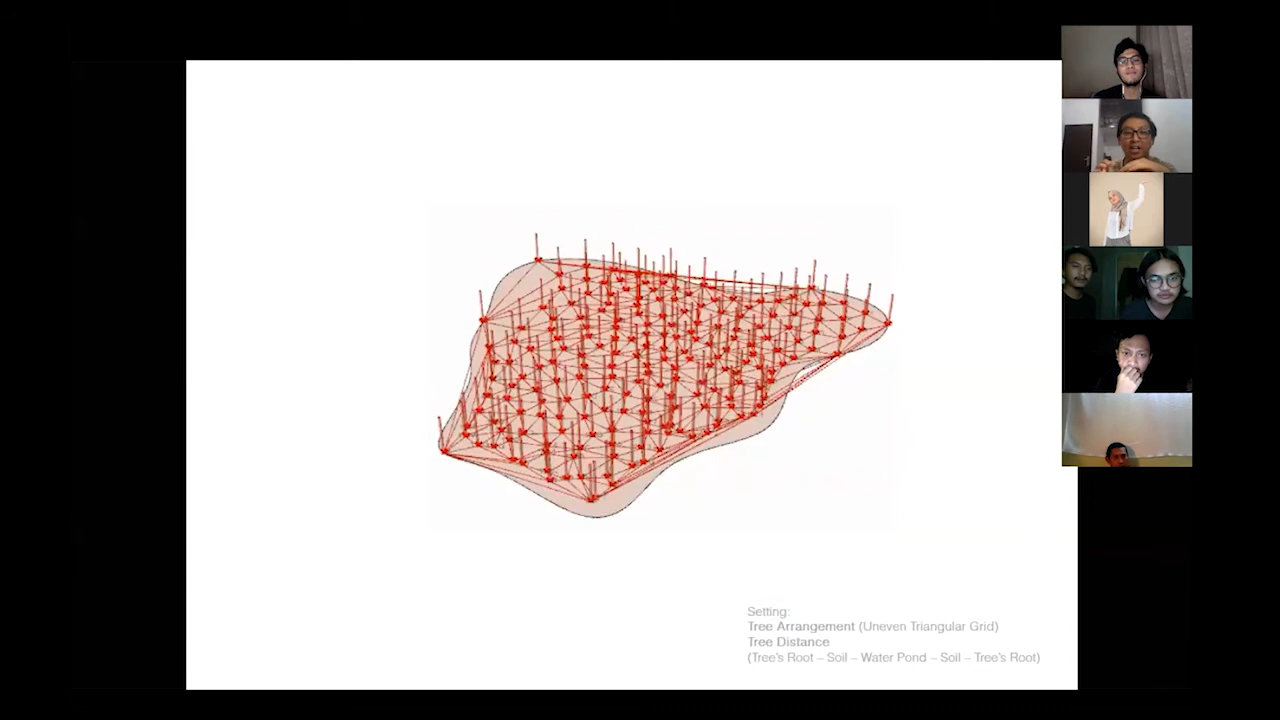 Setting:
Tree Arrangement (Uneven Triangular Grid)
Tree Distance
(Tree's Root – Soil – Water Pond – Soil – Tree's Root)